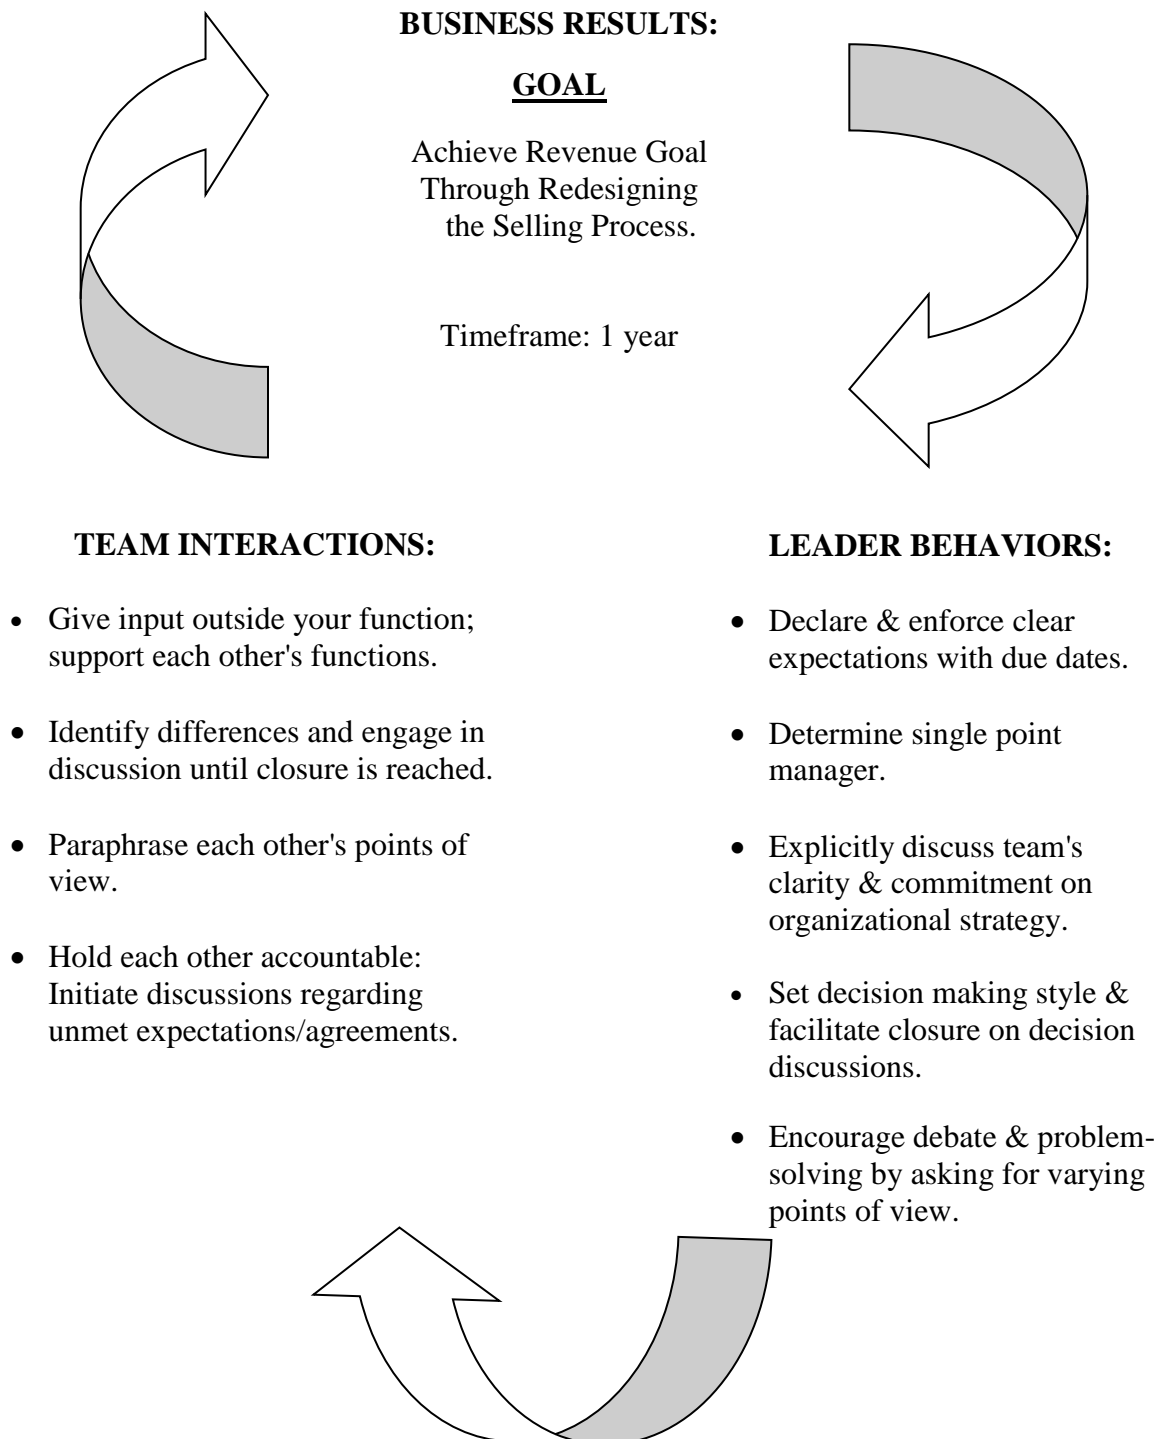 BUSINESS RESULTS:
GOAL
Achieve Revenue Goal
Through Redesigning
the Selling Process.
Timeframe: 1 year
TEAM INTERACTIONS:
• Give input outside your function;
support each other's functions.
• Identify differences and engage in
discussion until closure is reached.
• Paraphrase each other's points of
view.
• Hold each other accountable:
Initiate discussions regarding
unmet expectations/agreements.
LEADER BEHAVIORS:
• Declare & enforce clear
expectations with due dates.
• Determine single point
manager.
• Explicitly discuss team's
clarity & commitment on
organizational strategy.
• Set decision making style &
facilitate closure on decision
discussions.
• Encourage debate & problem-
solving by asking for varying
points of view.